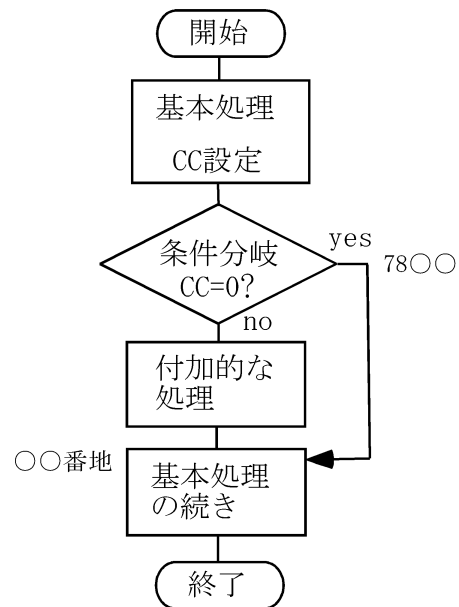 開始
基本処理
CC設定
条件分岐
CC=0?
yes
78○○
no
付加的な
処理
○○番地
基本処理
の続き
終了